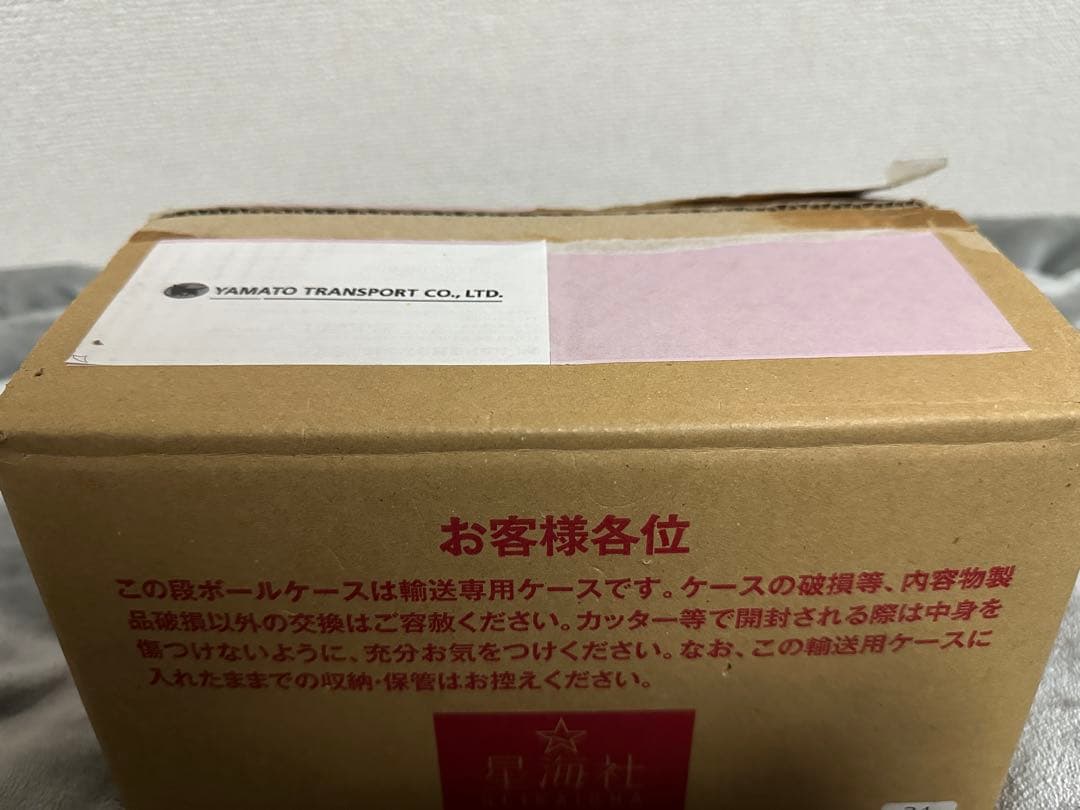 YAMATO TRANSPORT CO., LTD.
お客様各位
この段ボールケースは輸送専用ケースです。ケースの破損等、内容物製
品破損以外の交換はご容赦ください。カッター等で開封される際は中身を
傷つけないように、充分お気をつけください。なお、この輸送用ケースに
入れたままでの収納・保管はお控えください。
星海社